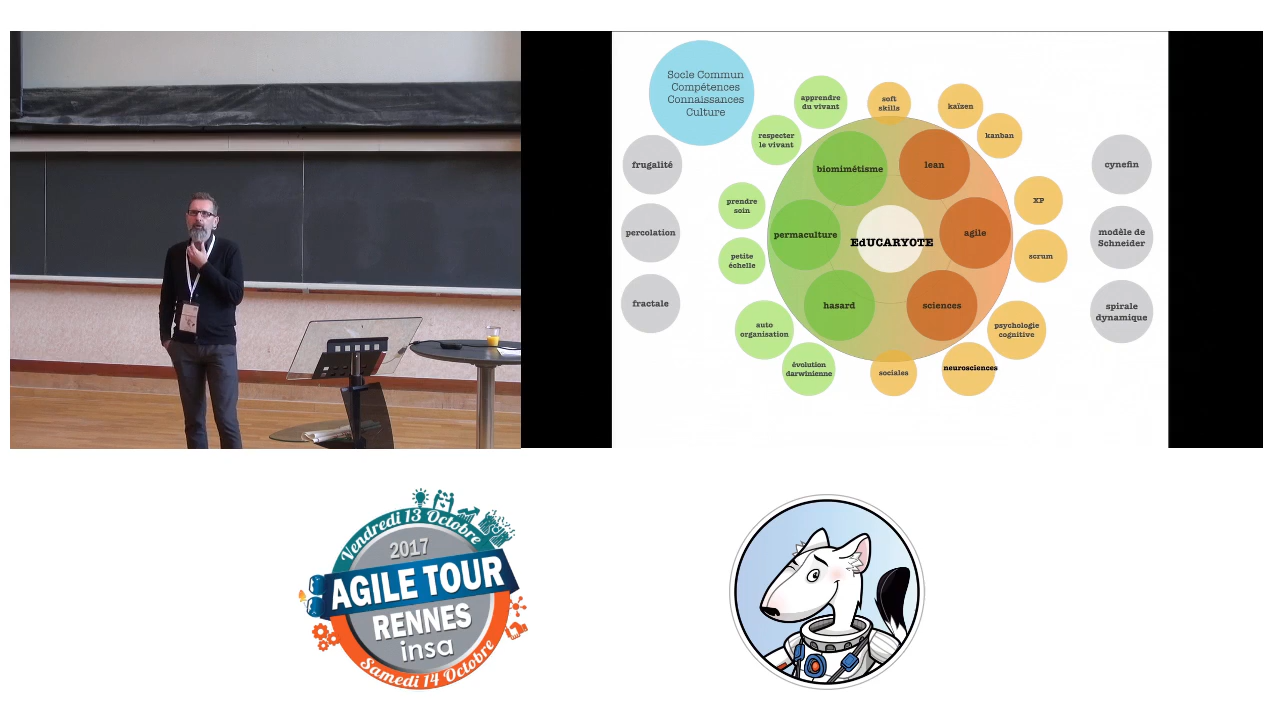 Socle Commun
Compétences
Connaissances
Culture
apprendre
du vivant
soft
skills
kaïzen
respecter
le vivant
kanban
frugalité
biomimétisme
lean
cynefin
prendre
soin
XP
percolation
permaculture
EdUCARYOTE
agile
modèle de
Schneider
petite
échelle
scrum
fractale
hasard
sciences
spirale
dynamique
auto
organisation
psychologie
cognitive
évolution
darwinienne
sociales
neurosciences
Vendredi 13 Octobre
2017
AGILE TOUR
RENNES
insa
Samedi 14 Octobre